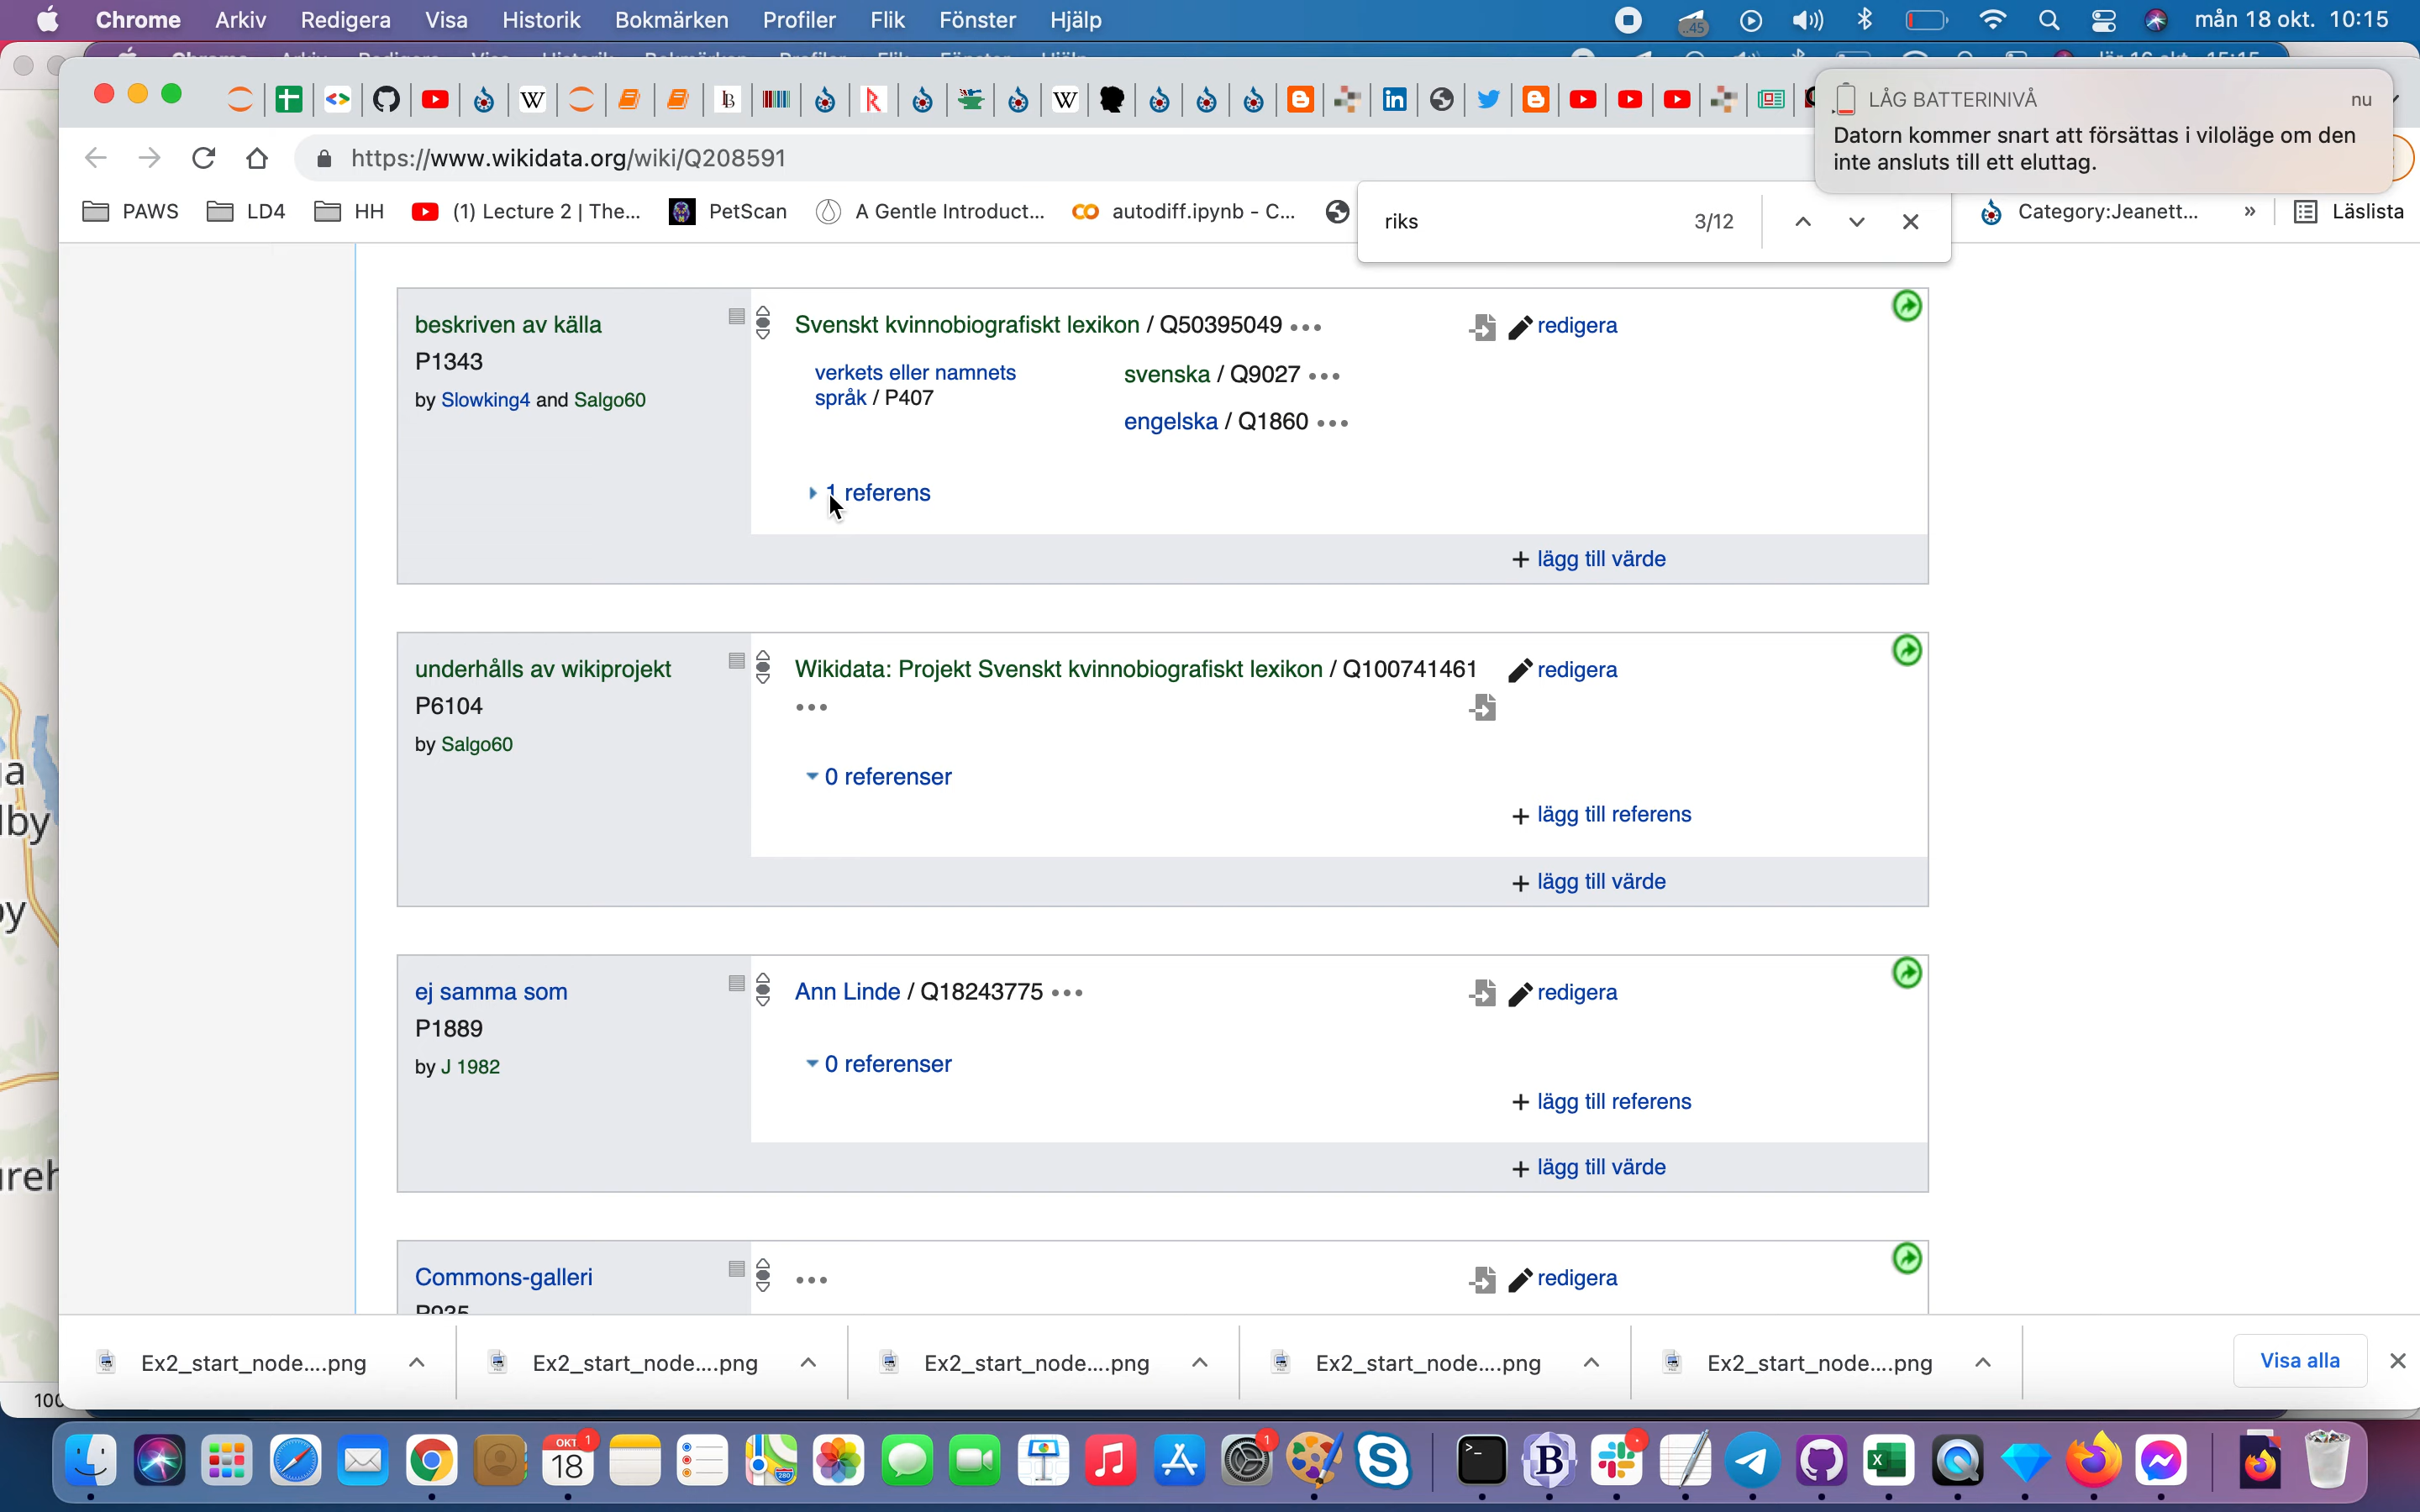 Chrome Arkiv Redigera Visa Historik Bokmärken Profiler Flik Fönster Hjälp ..45 mån 18 okt. 10:15
LÅG BATTERINIVÅ nu
Datorn kommer snart att försättas i viloläge om den
inte ansluts till ett eluttag.
https://www.wikidata.org/wiki/Q208591
PAWS LD4 HH (1) Lecture 2 | The... PetScan A Gentle Introduct... autodiff.ipynb - C... Category:Jeanett... » Läslista
riks 3/12
beskriven av källa
P1343
by Slowking4 and Salgo60
Svenskt kvinnobiografiskt lexikon / Q50395049 •••
redigera
verkets eller namnets
språk / P407
svenska / Q9027 •••
engelska / Q1860 •••
1 referens
+ lägg till värde
underhålls av wikiprojekt
P6104
by Salgo60
Wikidata: Projekt Svenskt kvinnobiografiskt lexikon / Q100741461
•••
redigera
0 referenser
+ lägg till referens
+ lägg till värde
ej samma som
P1889
by J 1982
Ann Linde / Q18243775 •••
redigera
0 referenser
+ lägg till referens
+ lägg till värde
Commons-galleri
P935
•••
redigera
Ex2_start_node....png Ex2_start_node....png Ex2_start_node....png Ex2_start_node....png Ex2_start_node....png Visa alla
OKT 1
18
1
280